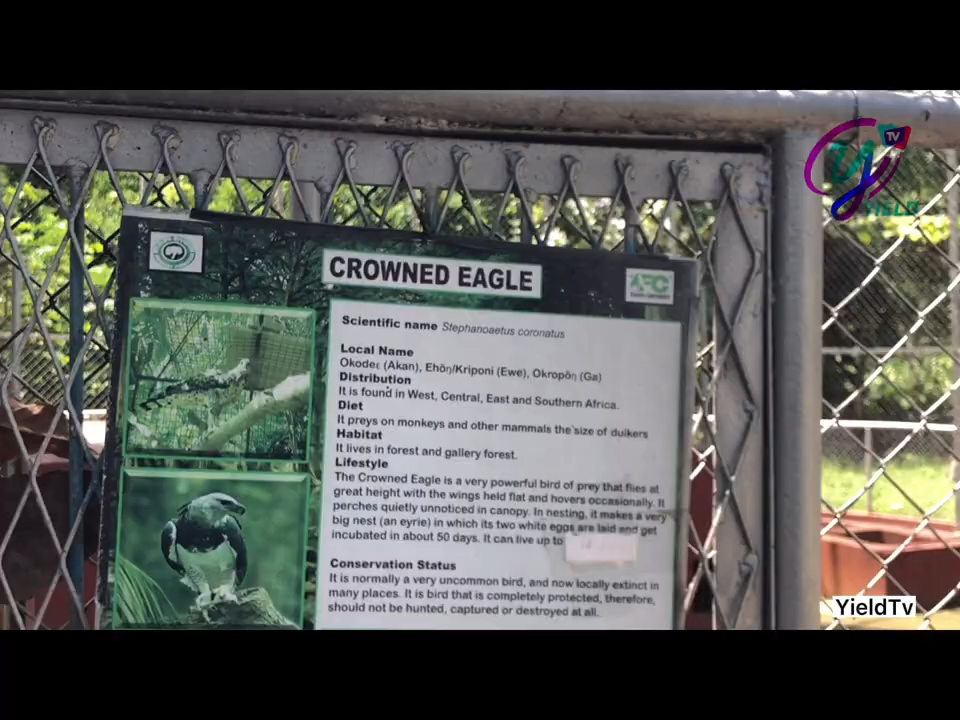 TV
YIELD
CROWNED EAGLE
AFC
Scientific name Stephanoaetus coronatus
Local Name
Okodeε (Akan), Ehŏŋ/Kriponi (Ewe), Okropŏŋ (Ga)
Distribution
It is found in West, Central, East and Southern Africa.
Diet
It preys on monkeys and other mammals the size of duikers
Habitat
It lives in forest and gallery forest.
Lifestyle
The Crowned Eagle is a very powerful bird of prey that flies at
great height with the wings held flat and hovers occasionally. It
perches quietly unnoticed in canopy. In nesting, it makes a very
big nest (an eyrie) in which its two white eggs are laid and get
incubated in about 50 days. It can live up to
Conservation Status
It is normally a very uncommon bird, and now locally extinct in
many places. It is bird that is completely protected, therefore,
should not be hunted, captured or destroyed at all.
YieldTv